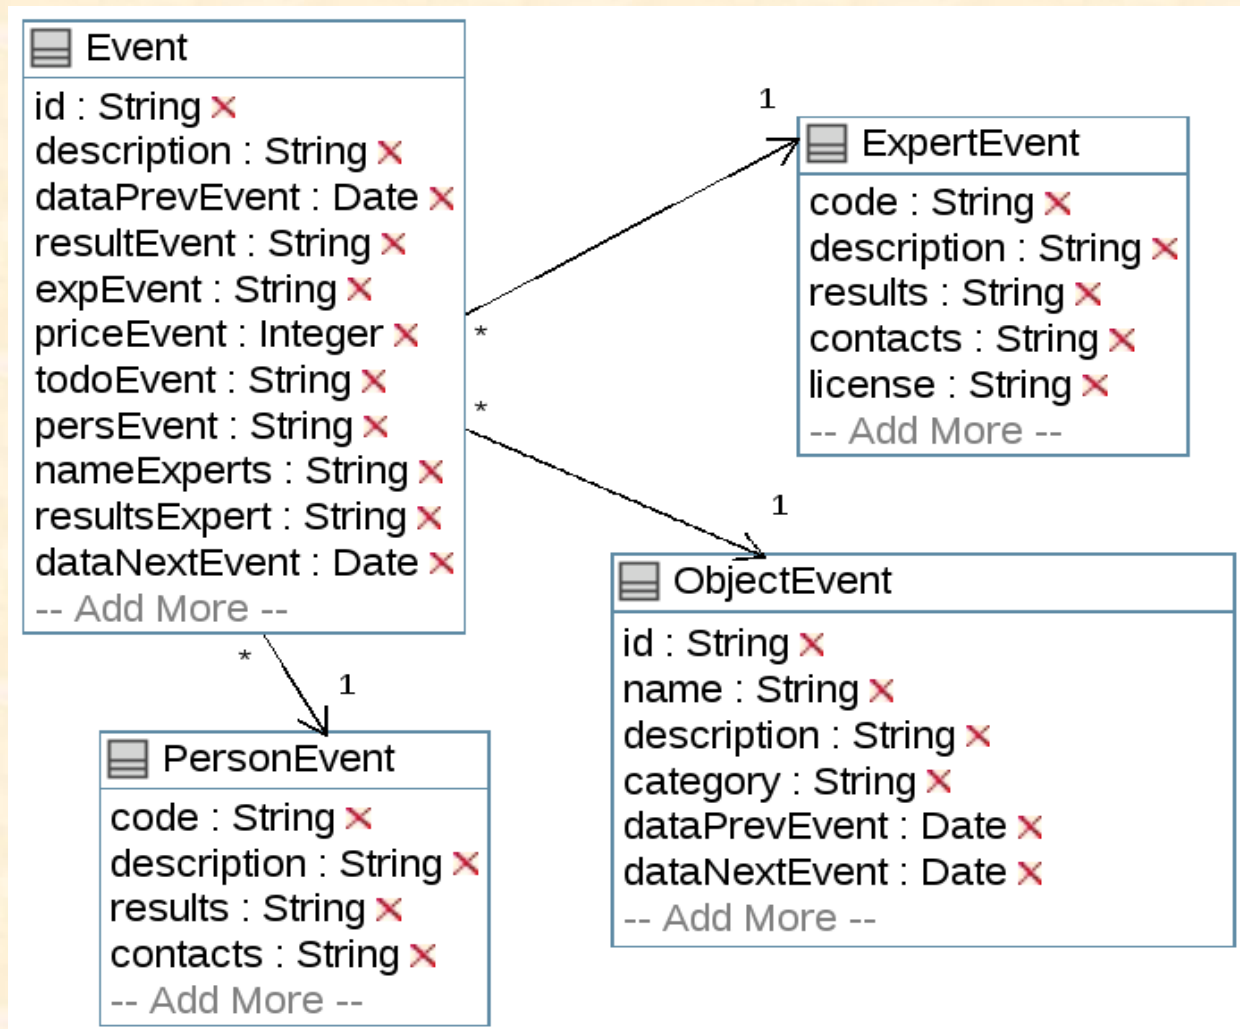 Event
id : String
description : String
dataPrevEvent : Date
resultEvent : String
expEvent : String
priceEvent : Integer
todoEvent : String
persEvent : String
nameExperts : String
resultsExpert : String
dataNextEvent : Date
-- Add More --
*
1
*
1
*
1
ExpertEvent
code : String
description : String
results : String
contacts : String
license : String
-- Add More --
ObjectEvent
id : String
name : String
description : String
category : String
dataPrevEvent : Date
dataNextEvent : Date
-- Add More --
PersonEvent
code : String
description : String
results : String
contacts : String
-- Add More --